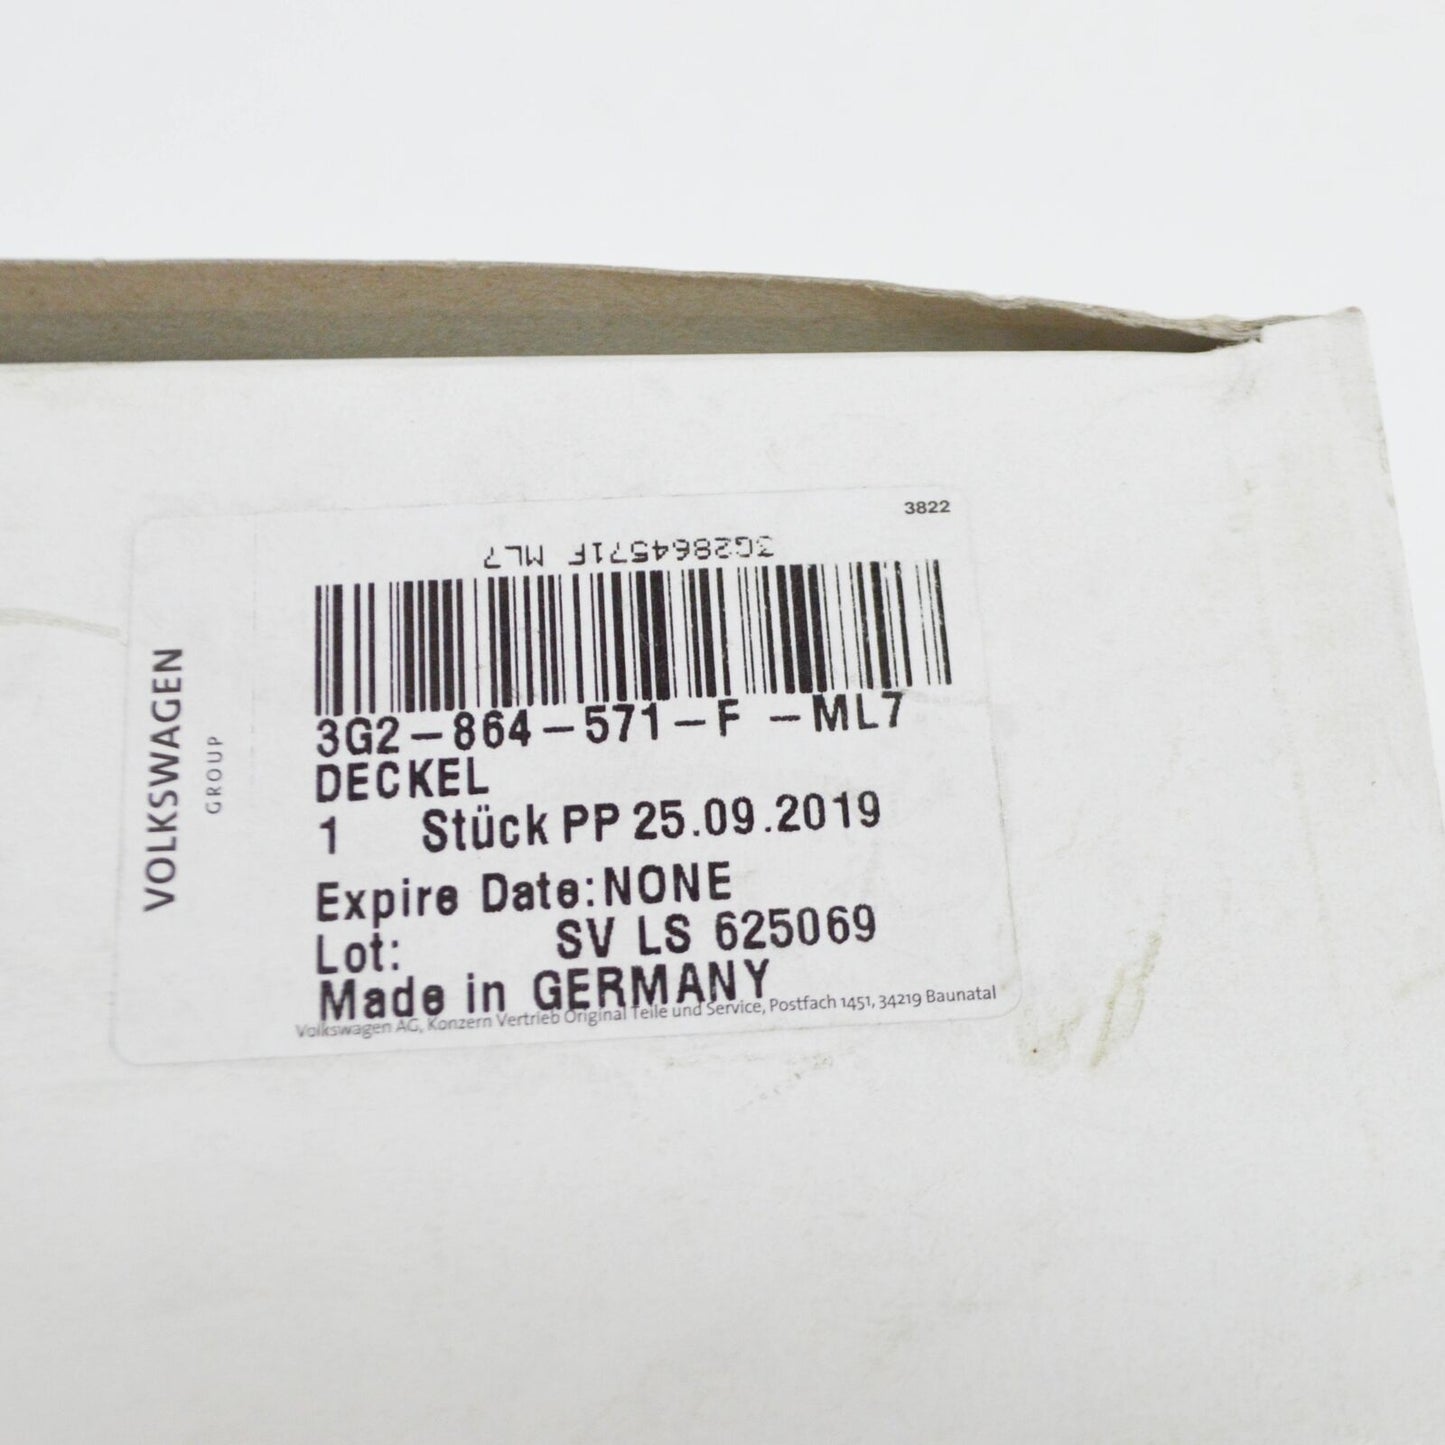 3822
3G2864571F ML7
VOLKSWAGEN
GROUP
3G2-864-571-F -ML7
DECKEL
1 Stück PP 25.09.2019
Expire Date:NONE
Lot: SV LS 625069
Made in GERMANY
Volkswagen AG, Konzern Vertrieb Original Teile und Service, Postfach 1451, 34219 Baunatal